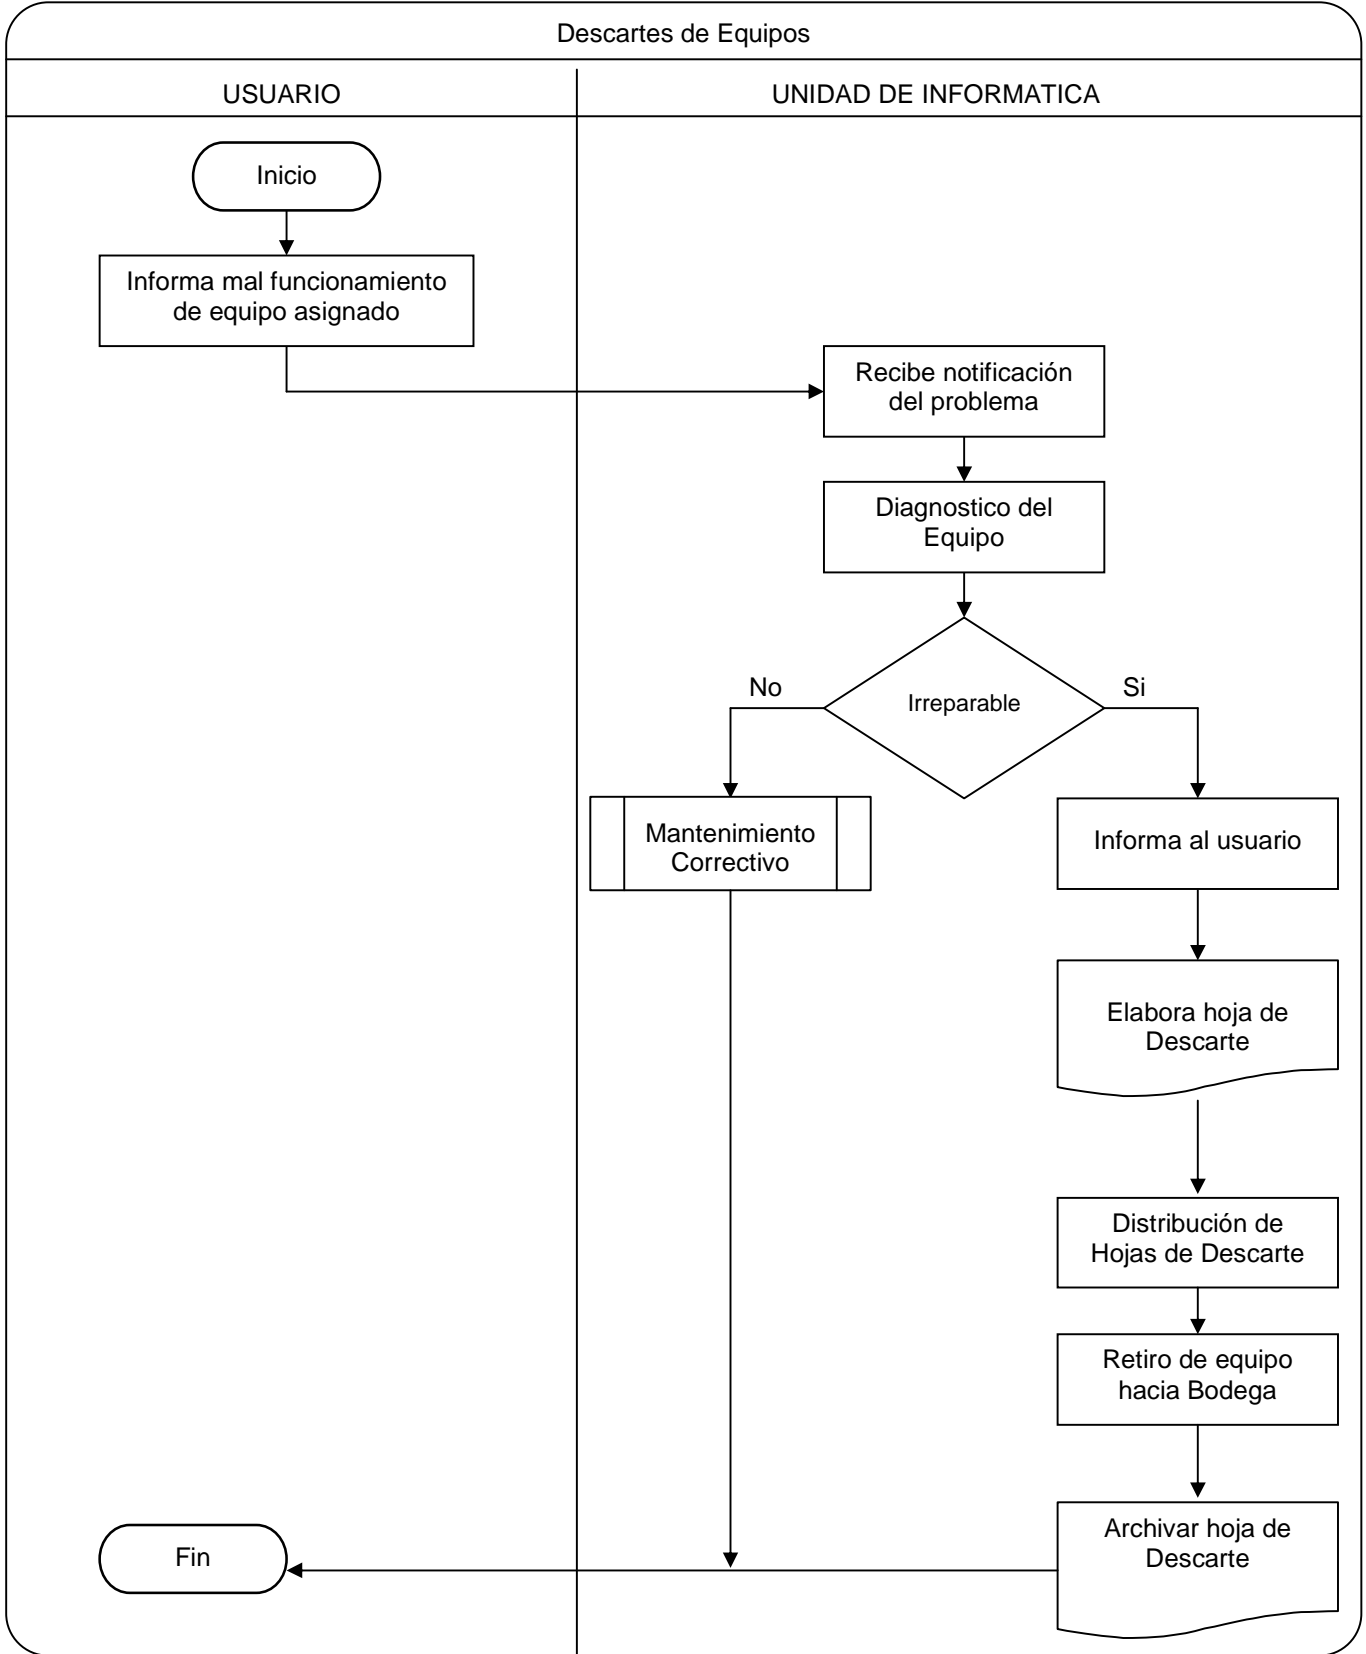 Descartes de Equipos
USUARIO
UNIDAD DE INFORMATICA
Inicio
Informa mal funcionamiento
de equipo asignado
Recibe notificación
del problema
Diagnostico del
Equipo
Irreparable
No
Si
Mantenimiento
Correctivo
Informa al usuario
Elabora hoja de
Descarte
Distribución de
Hojas de Descarte
Retiro de equipo
hacia Bodega
Archivar hoja de
Descarte
Fin